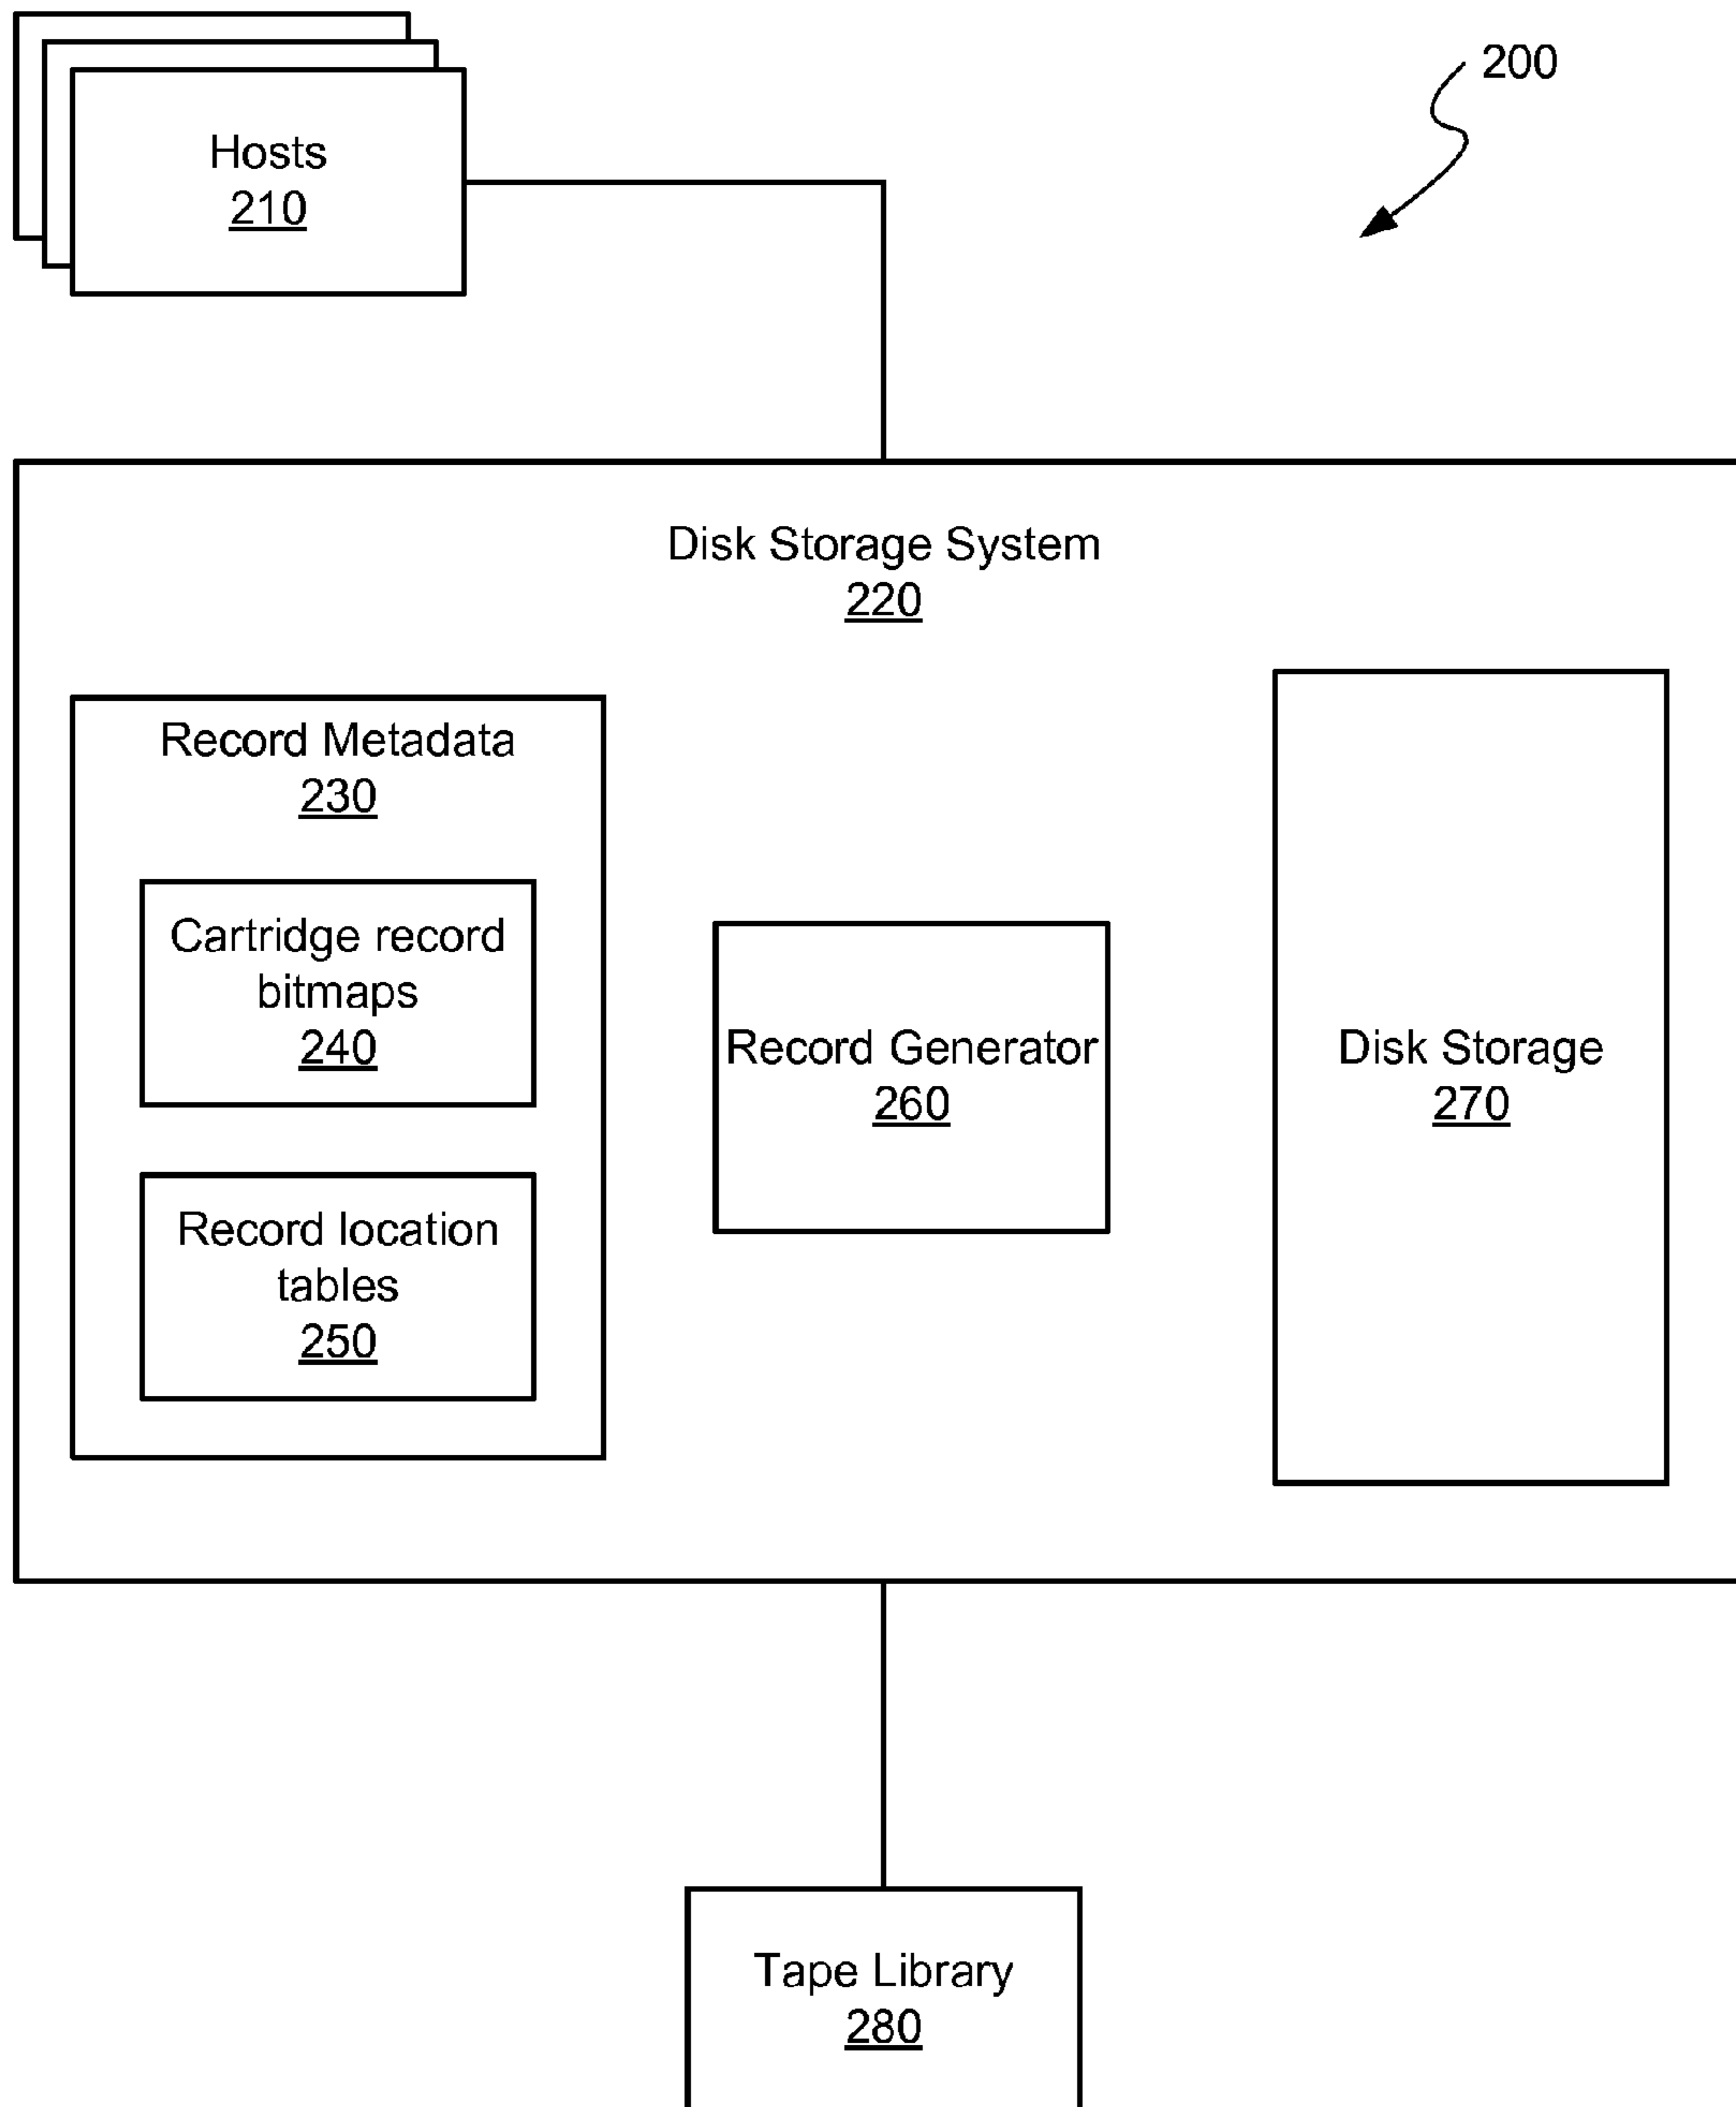 200
Hosts
210
Disk Storage System
220
Record Metadata
230
Cartridge record
bitmaps
240
Record location
tables
250
Record Generator
260
Disk Storage
270
Tape Library
280